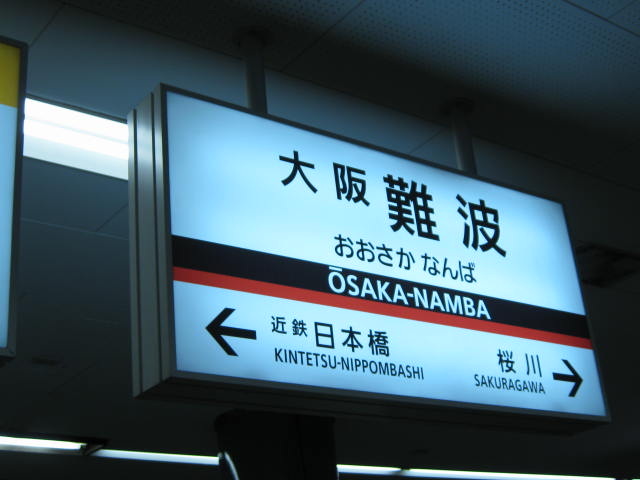 大阪難波
おおさか なんば
ŌSAKA-NAMBA
← 近鉄日本橋
KINTETSU-NIPPOMBASHI
桜川 →
SAKURAGAWA